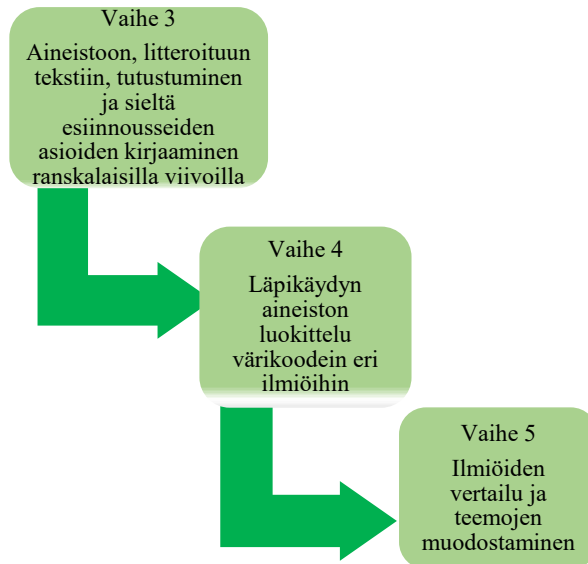 Vaihe 3
Aineistoon, litteroituun
tekstiin, tutustuminen
ja sieltä
esiinnousseiden
asioiden kirjaaminen
ranskalaisilla viivoilla
Vaihe 4
Läpikäydyn
aineiston
luokittelu
värikoodein eri
ilmiöihin
Vaihe 5
Ilmiöiden
vertailu ja
teemojen
muodostaminen